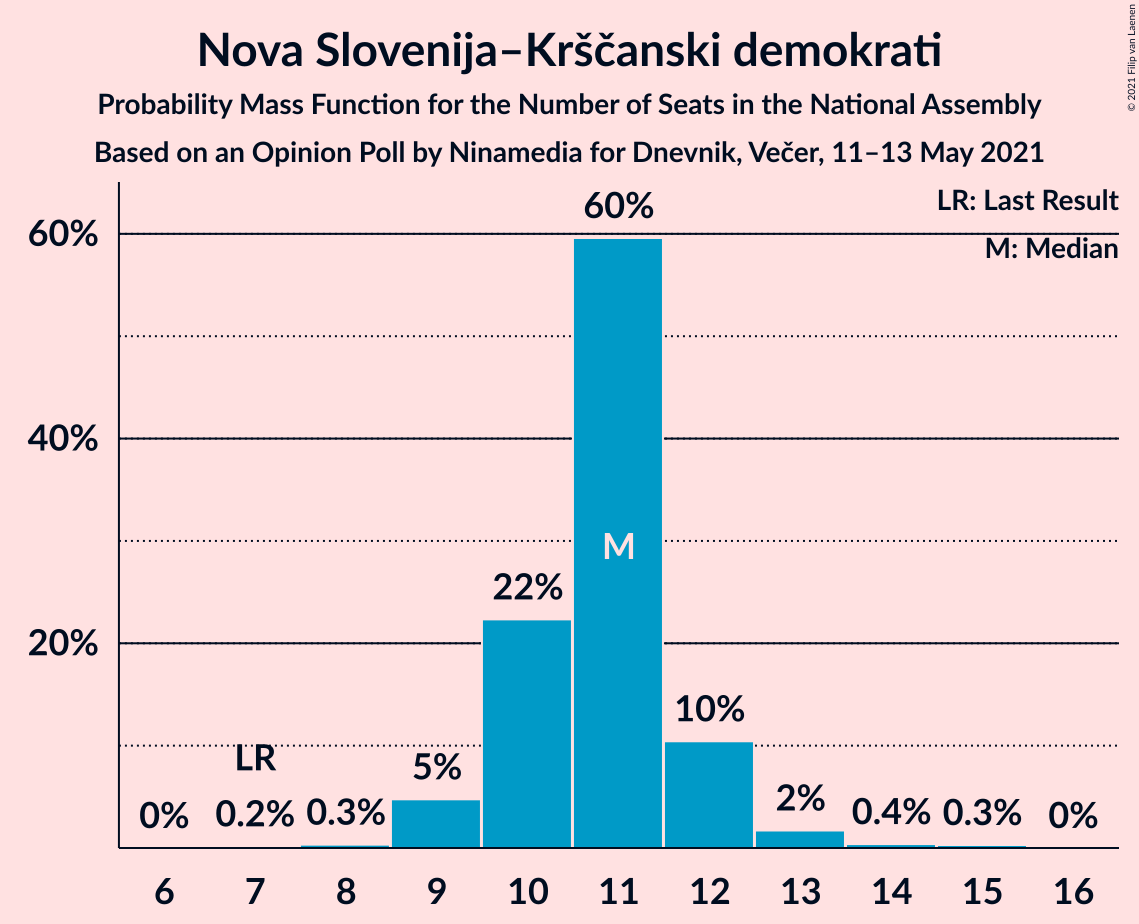 Nova Slovenija–Krščanski demokrati
Probability Mass Function for the Number of Seats in the National Assembly
Based on an Opinion Poll by Ninamedia for Dnevnik, Večer, 11–13 May 2021
© 2021 Filip van Laenen
LR: Last Result
M: Median
60%
40%
20%
0%
LR
0.2%
0.3%
5%
22%
60%
M
10%
2%
0.4%
0.3%
0%
6 7 8 9 10 11 12 13 14 15 16